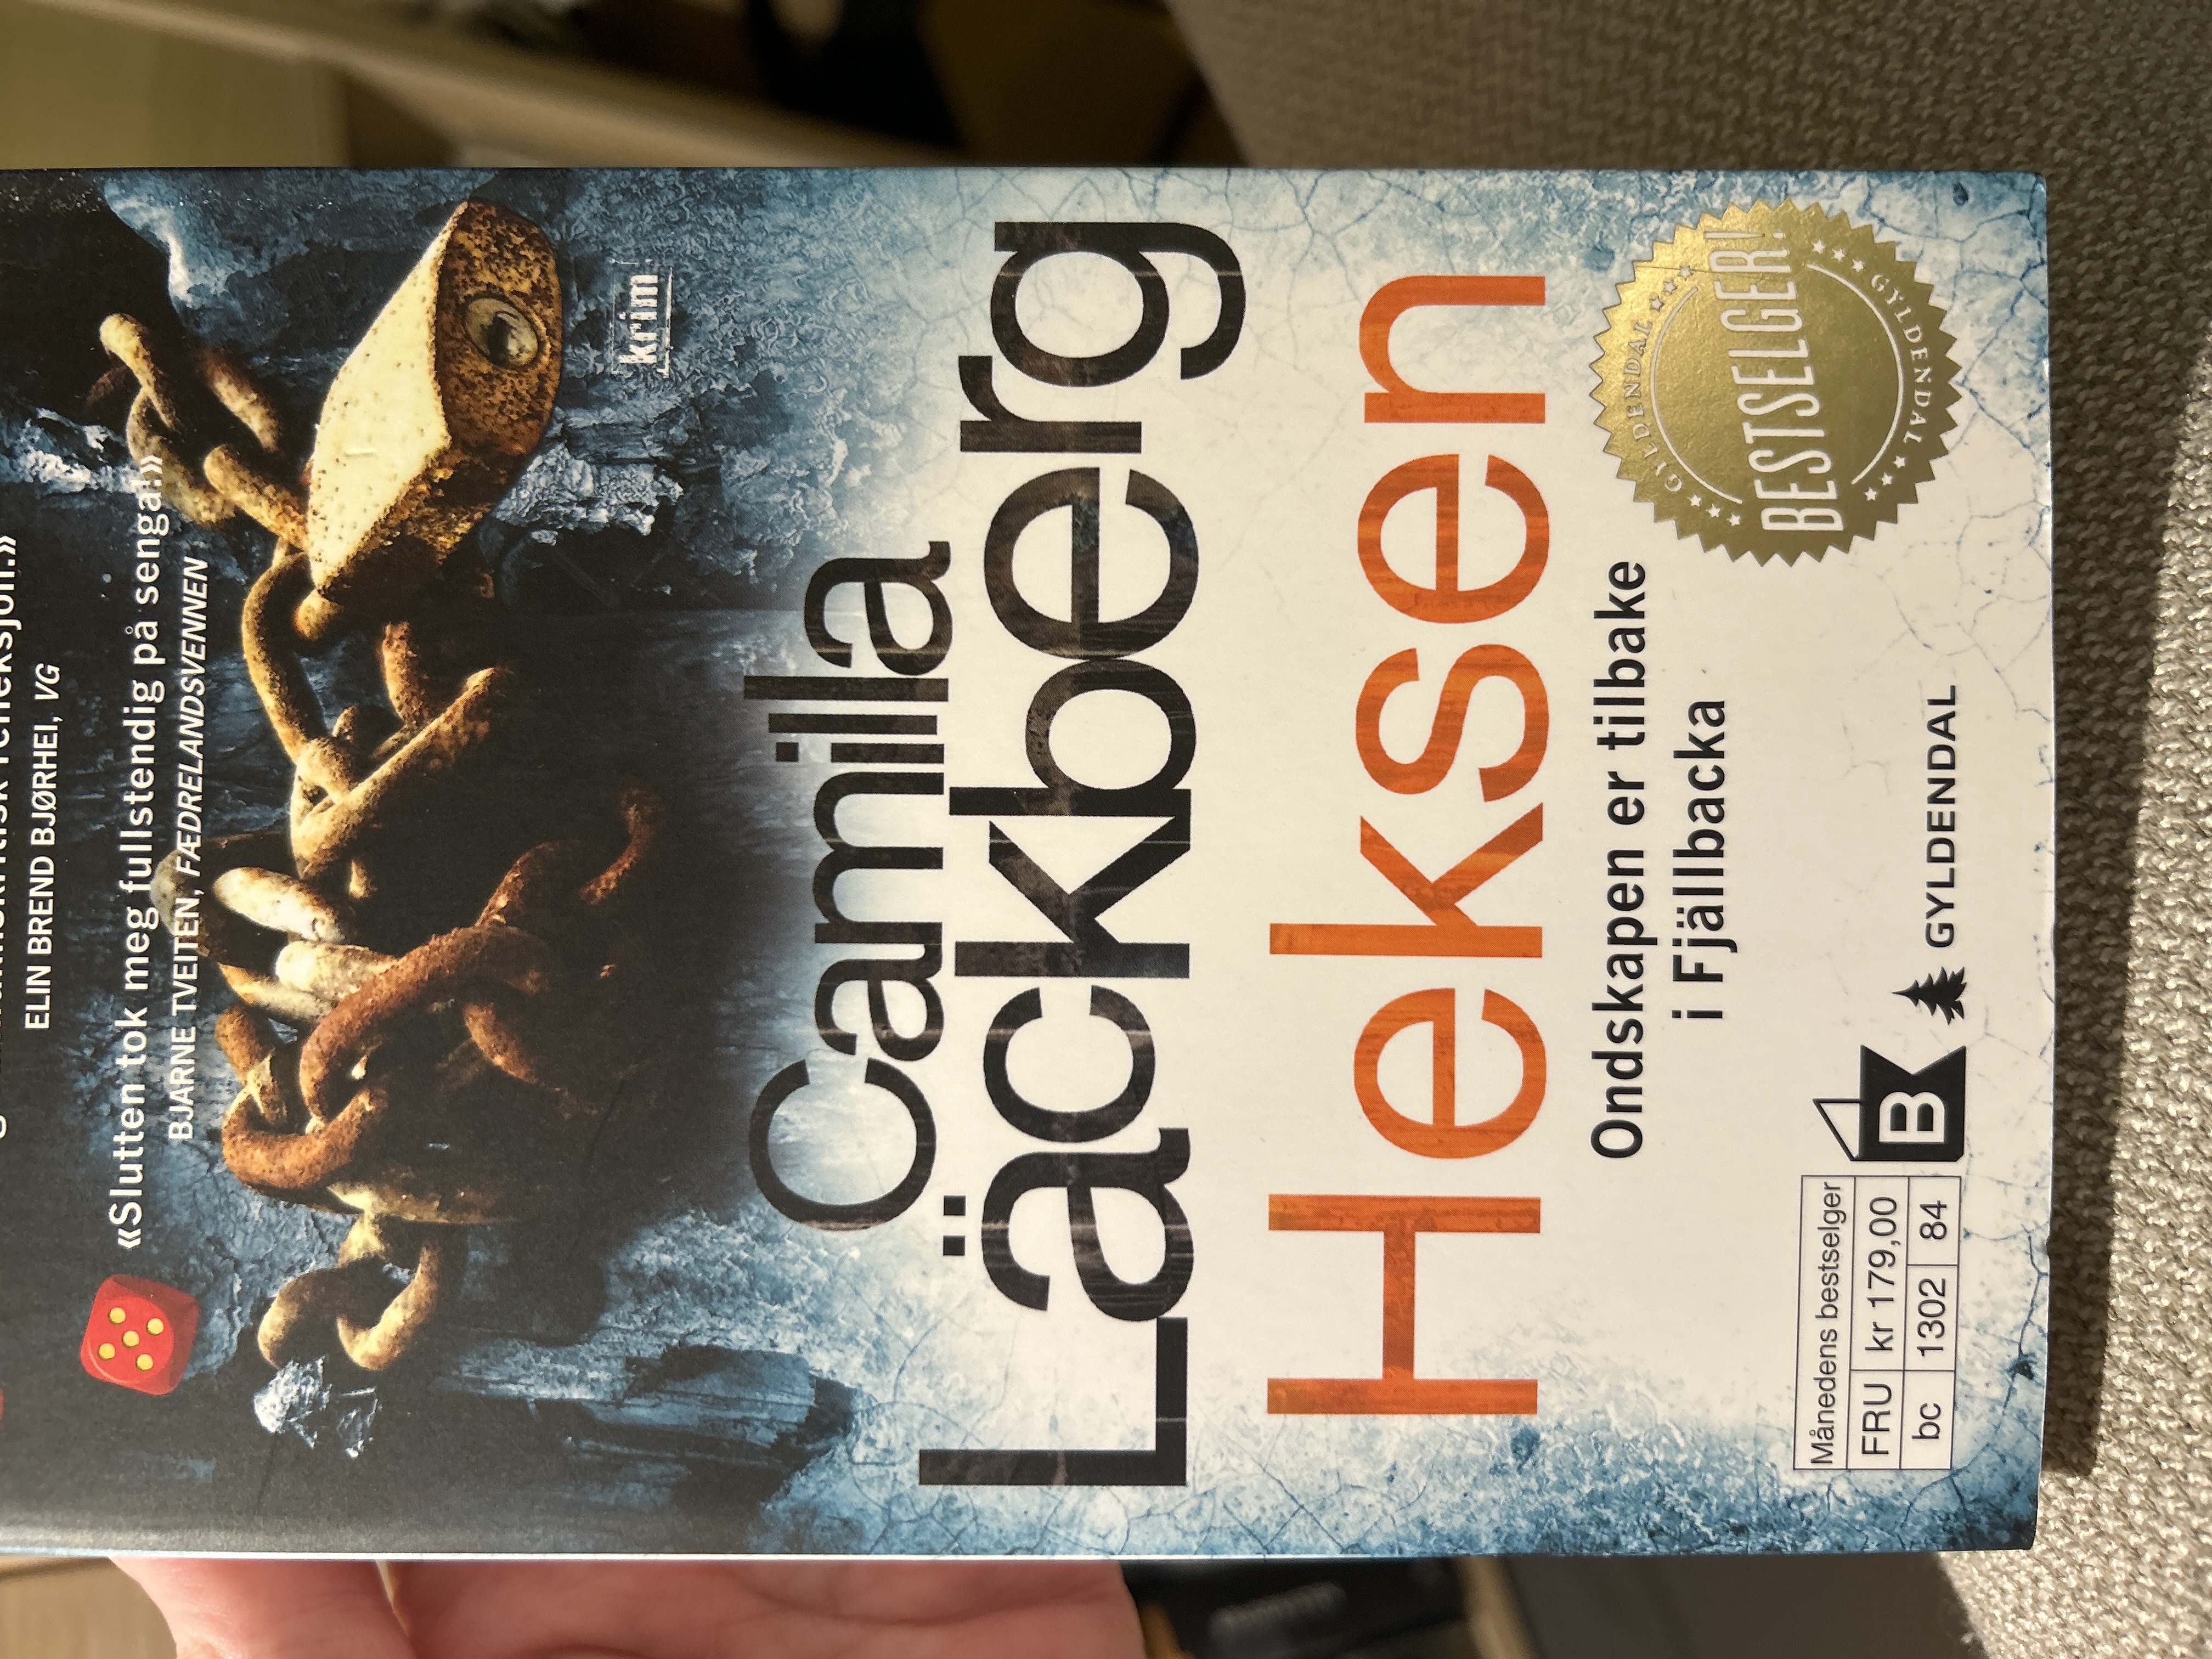 ELIN BREND BJØRHEI, VG
«Slutten tok meg fullstendig på senga!»
BJARNE TVEITEN, FÆDRELANDSVENNEN
krim
Camilla
Läckberg
Heksen
Ondskapen er tilbake
i Fjällbacka
GYLDENDAL
BESTSELGER!
GYLDENDAL
Månedens bestselger
FRU kr 179,00
bc 1302 84
B
GYLDENDAL